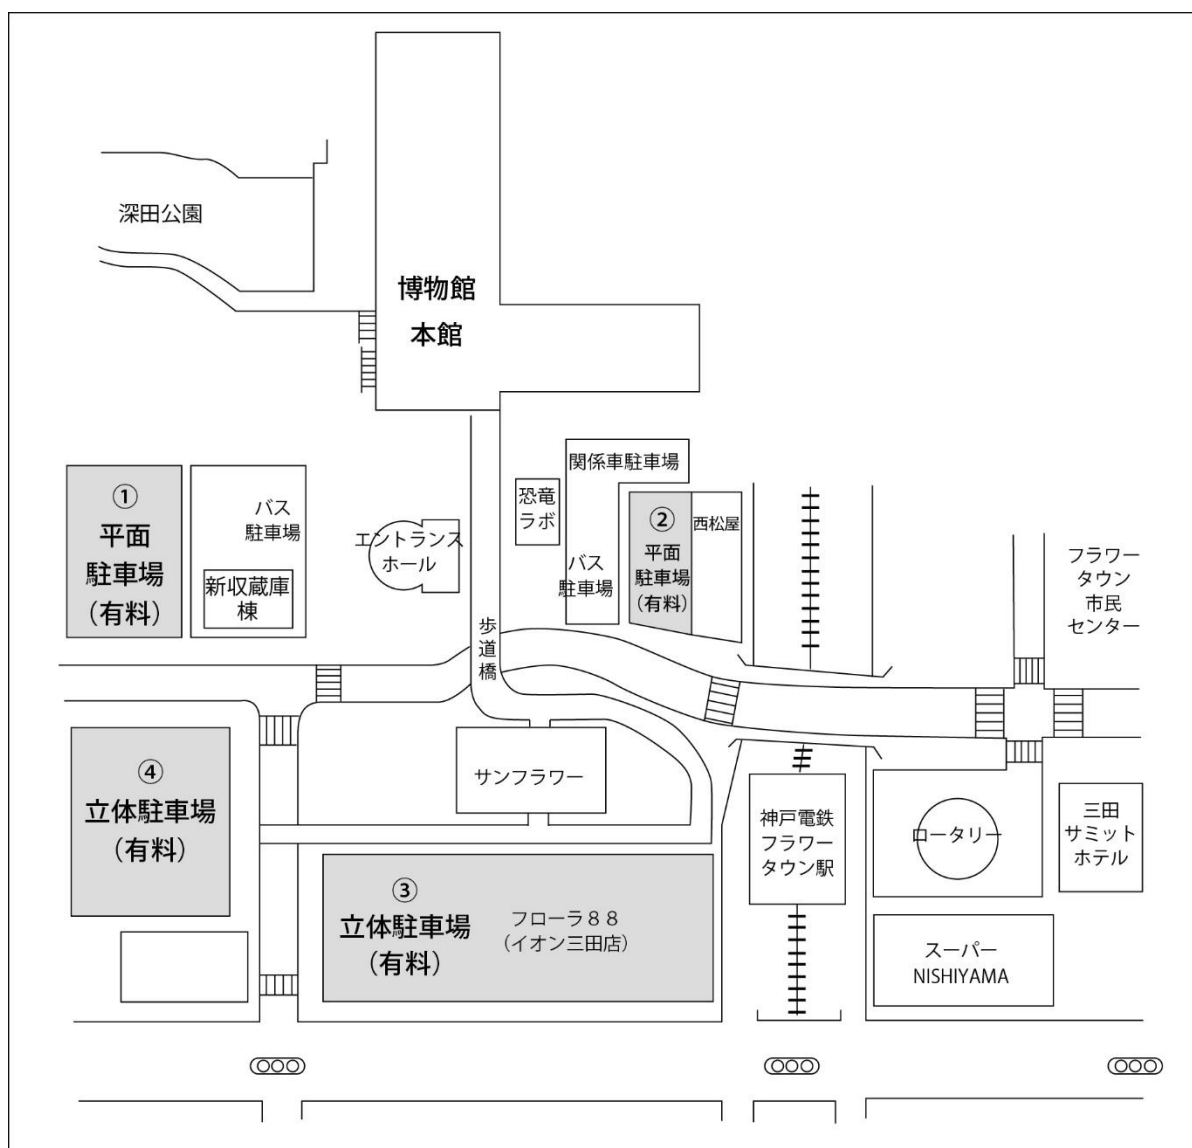 深田公園
博物館
本館
関係車駐車場
①
平面
駐車場
(有料)
バス
駐車場
新収蔵庫
棟
エントランス
ホール
恐竜
ラボ
バス
駐車場
②
平面
駐車場
(有料)
西松屋
フラワー
タウン
市民
センター
歩道橋
④
立体駐車場
(有料)
サンフラワー
神戸電鉄
フラワー
タウン駅
ロータリー
三田
サミット
ホテル
③
立体駐車場
(有料)
フローラ88
(イオン三田店)
スーパー
NISHIYAMA